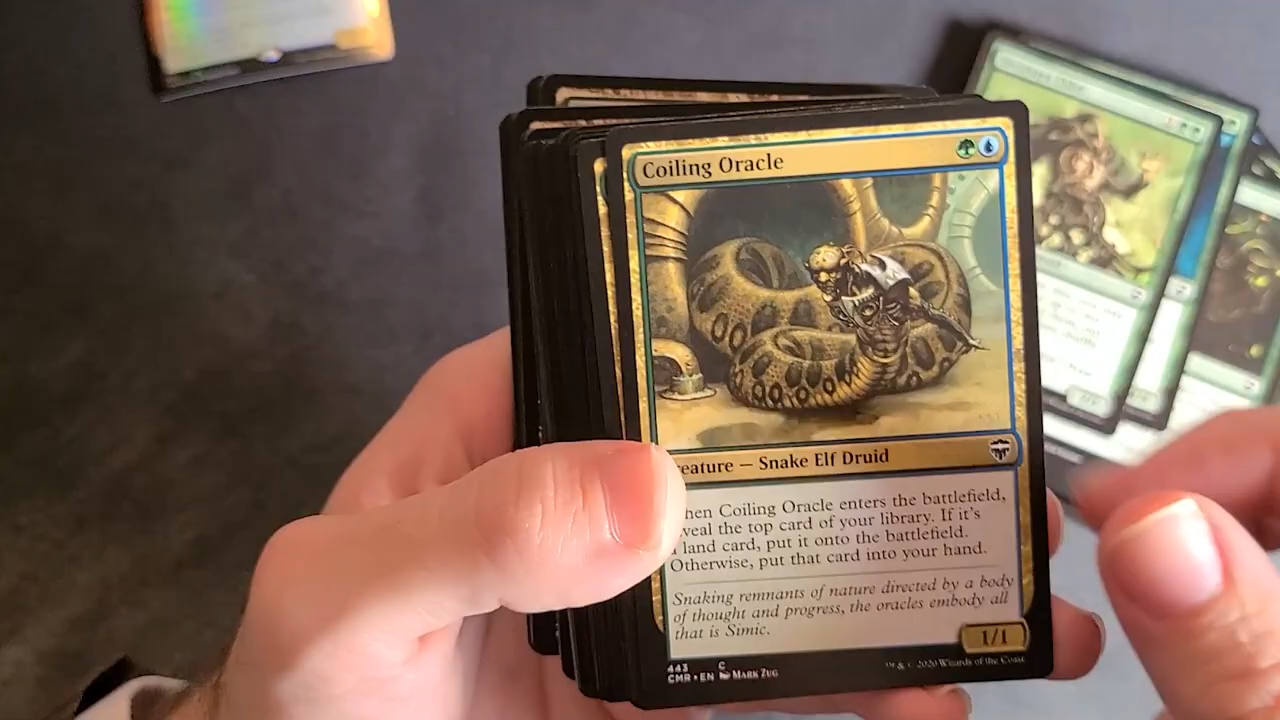 Coiling Oracle
reature — Snake Elf Druid
hen Coiling Oracle enters the battlefield,
veal the top card of your library. If it's
land card, put it onto the battlefield.
Otherwise, put that card into your hand.
Snaking remnants of nature directed by a body
of thought and progress, the oracles embody all
that is Simic.
1/1
443 C
CMR • EN MARK ZUG
™ & © 2020 Wizards of the Coast